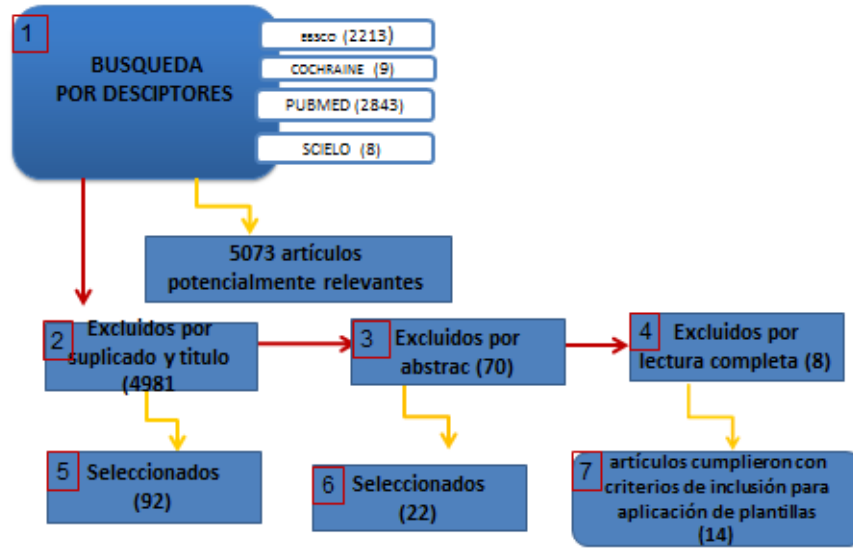 1
BUSQUEDA
POR DESCIPTORES
EBSCO (2213)
COCHRAINE (9)
PUBMED (2843)
SCIELO (8)
5073 artículos
potencialmente relevantes
2
Excluidos por
suplicado y titulo
(4981
3
Excluidos por
abstrac (70)
4
Excluidos por
lectura completa (8)
5
Seleccionados
(92)
6
Seleccionados
(22)
7
artículos cumplieron con
criterios de inclusión para
aplicación de plantillas
(14)